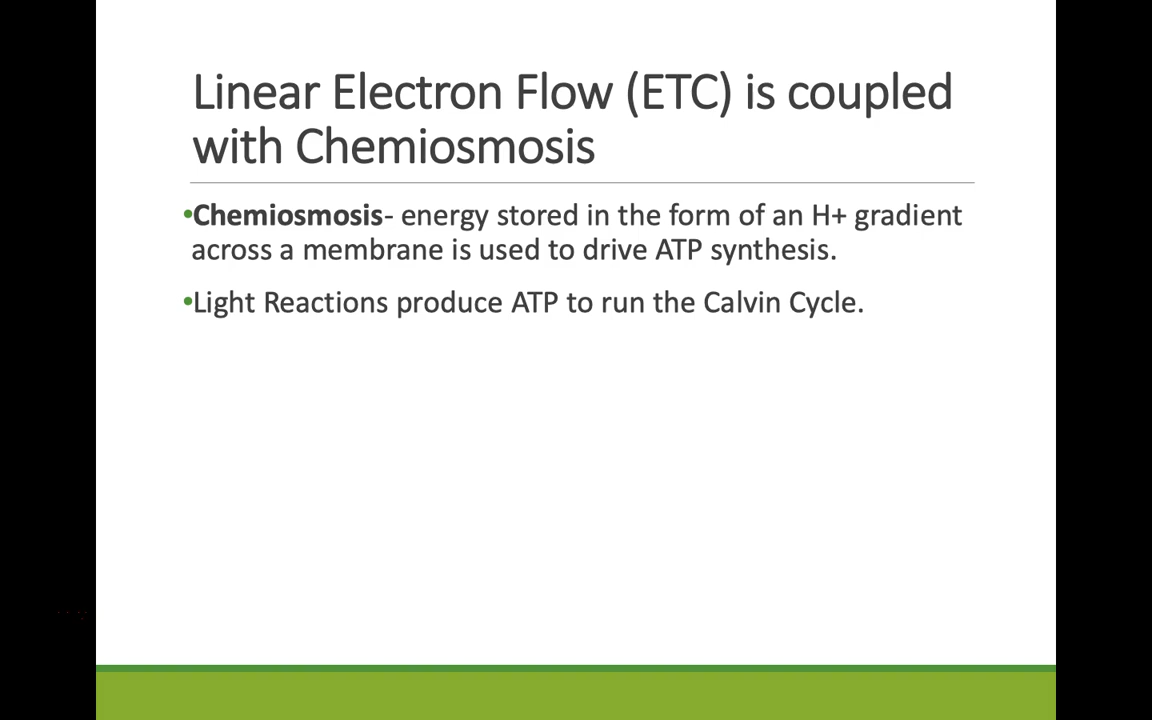 Linear Electron Flow (ETC) is coupled
with Chemiosmosis
•Chemiosmosis- energy stored in the form of an H+ gradient
across a membrane is used to drive ATP synthesis.
•Light Reactions produce ATP to run the Calvin Cycle.